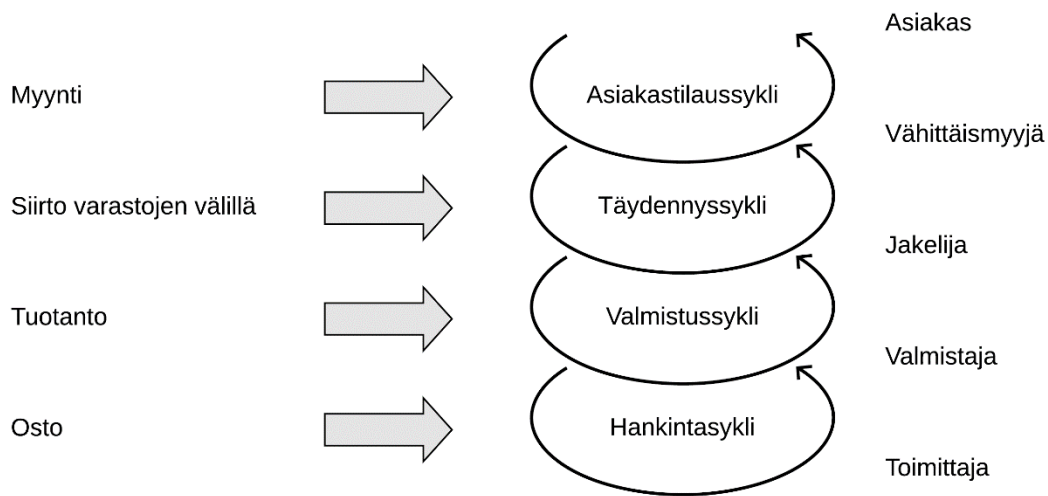 Asiakas
Myynti
Asiakastilaussykli
Vähittäismyyjä
Siirto varastojen välillä
Täydennyssykli
Jakelija
Tuotanto
Valmistussykli
Valmistaja
Osto
Hankintasykli
Toimittaja